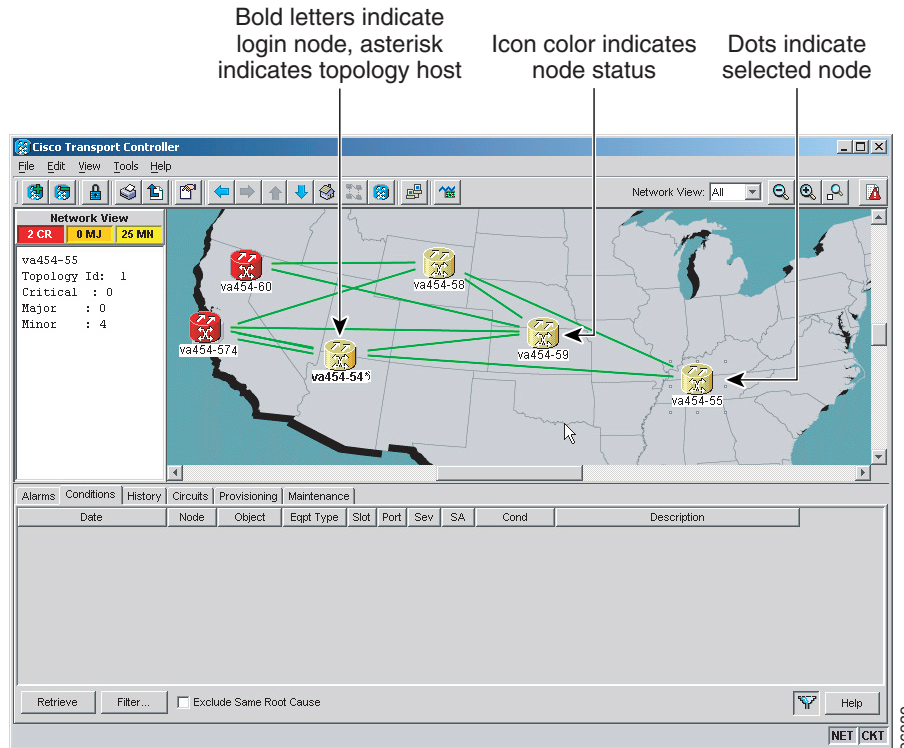 Bold letters indicate
login node, asterisk
indicates topology host
Icon color indicates
node status
Dots indicate
selected node
Cisco Transport Controller
File Edit View Tools Help
Network View: All
Network View
2 CR 0 MJ 25 MN
va454-55
Topology Id: 1
Critical : 0
Major : 0
Minor : 4
va454-60
va454-58
va454-574
va454-59
va454-54*
va454-55
Alarms Conditions History Circuits Provisioning Maintenance
Date Node Object Eqpt Type Slot Port Sev SA Cond Description
Retrieve Filter... Exclude Same Root Cause Help
NET CKT